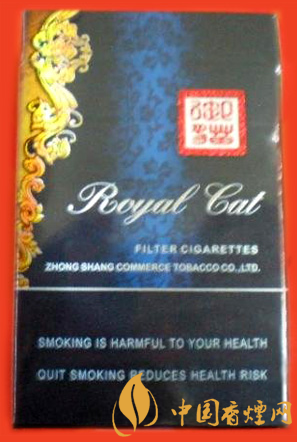 Royal Cat
FILTER CIGARETTES
ZHONG SHANG COMMERCE TOBACCO CO.,LTD.
SMOKING IS HARMFUL TO YOUR HEALTH
QUIT SMOKING REDUCES HEALTH RISK
中国香烟网